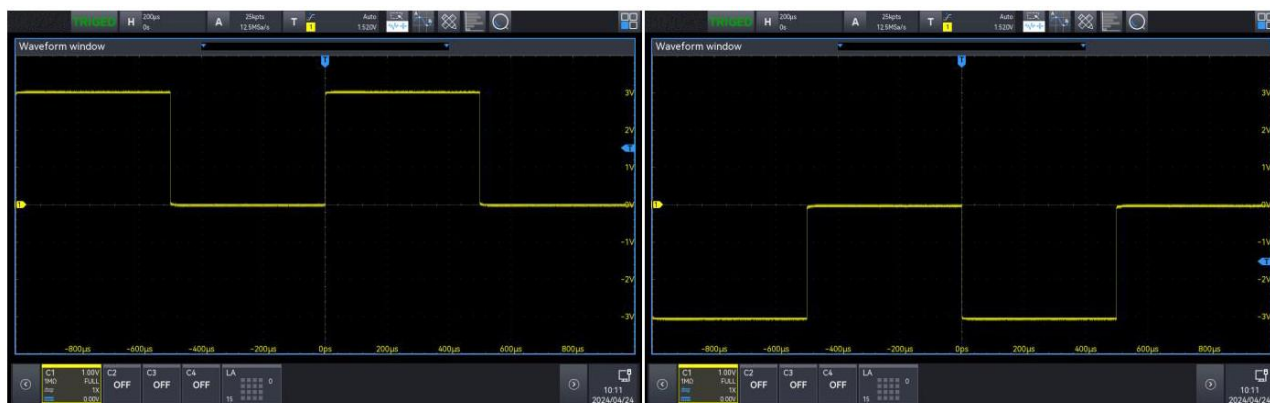 TRIGED H 200μs 0s A 25kpts 12.5MSa/s T 1 Auto 1.520V
Waveform window
T
3V
2V
T
1V
1 0V
-1V
-2V
-3V
-800μs -600μs -400μs -200μs 0ps 200μs 400μs 600μs 800μs
C1 1.00V C2 C3 C4 LA
1MΩ FULL OFF OFF OFF 0
1X
0.00V 15
10:11
2024/04/24
TRIGED H 200μs 0s A 25kpts 12.5MSa/s T 1 Auto 1.520V
Waveform window
T
3V
2V
1V
1 0V
-1V
T
-2V
-3V
-800μs -600μs -400μs -200μs 0ps 200μs 400μs 600μs 800μs
C1 1.00V C2 C3 C4 LA
1MΩ FULL OFF OFF OFF 0
1X
0.00V 15
10:11
2024/04/24